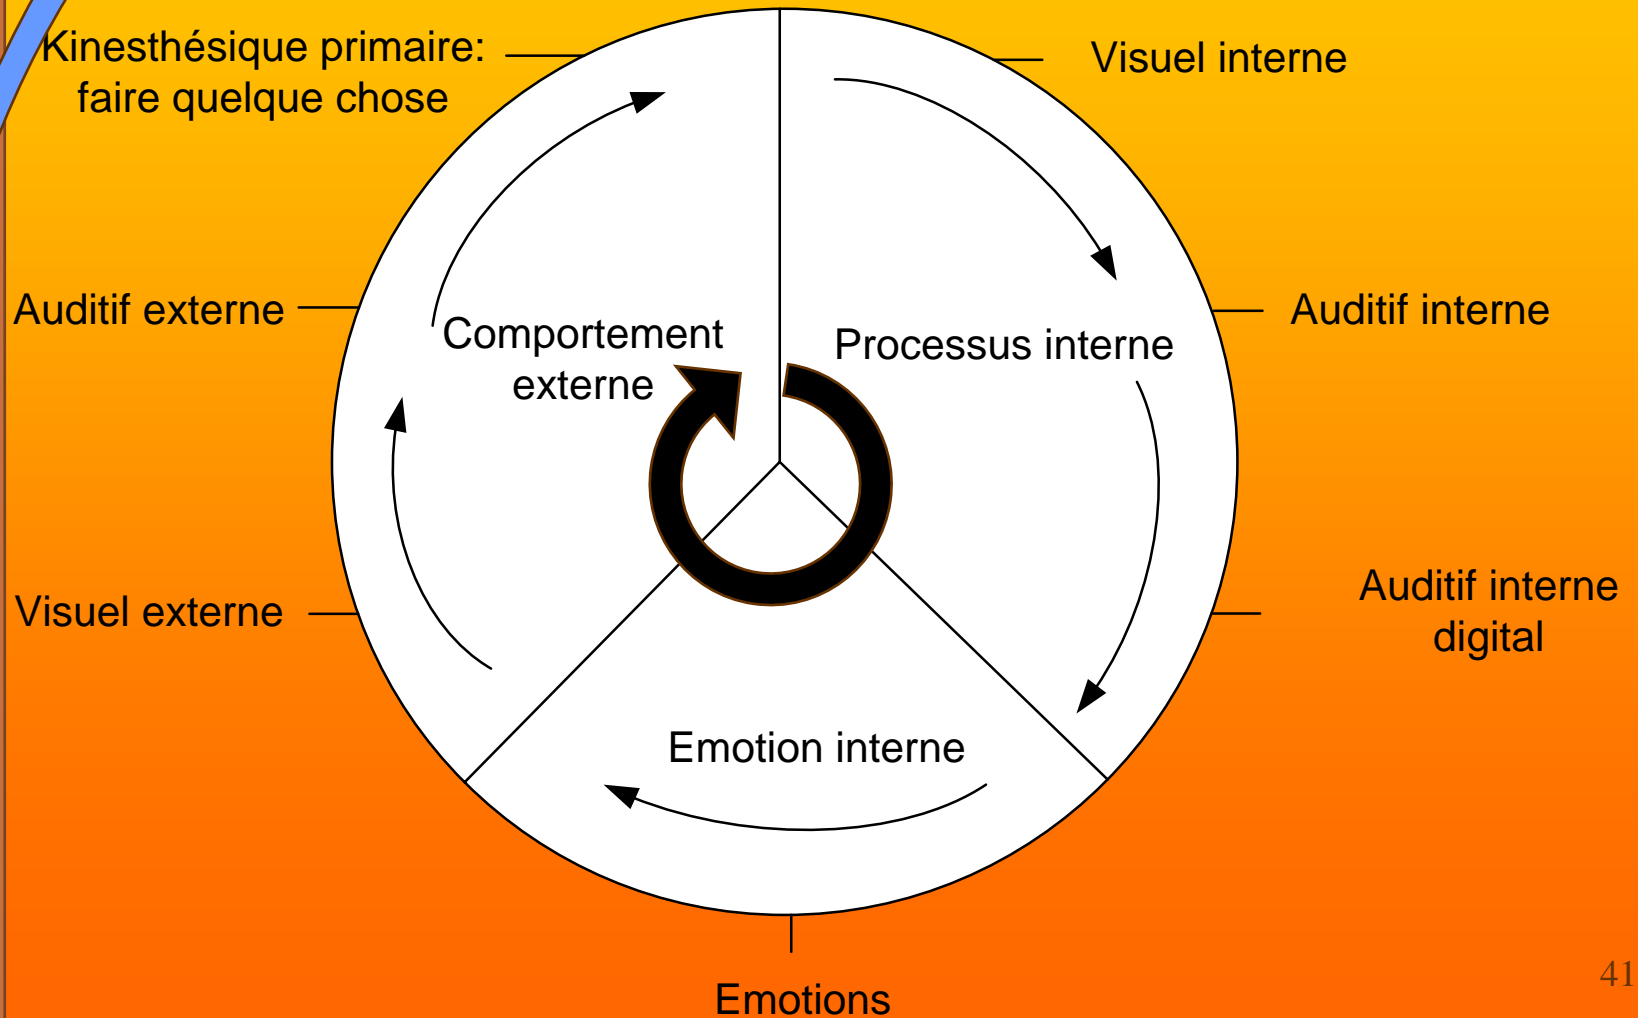 Kinesthésique primaire:
faire quelque chose
Visuel interne
Auditif externe
Auditif interne
Comportement
externe
Processus interne
Visuel externe
Auditif interne
digital
Emotion interne
Emotions
41